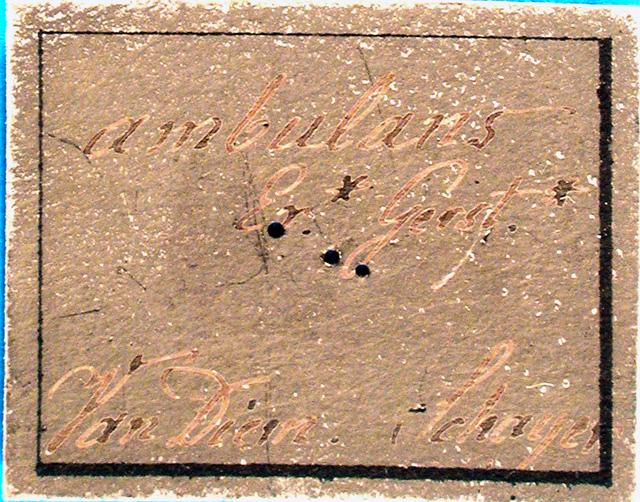 ambulans
Er.* Gerst.*
Van Diem. Schayer